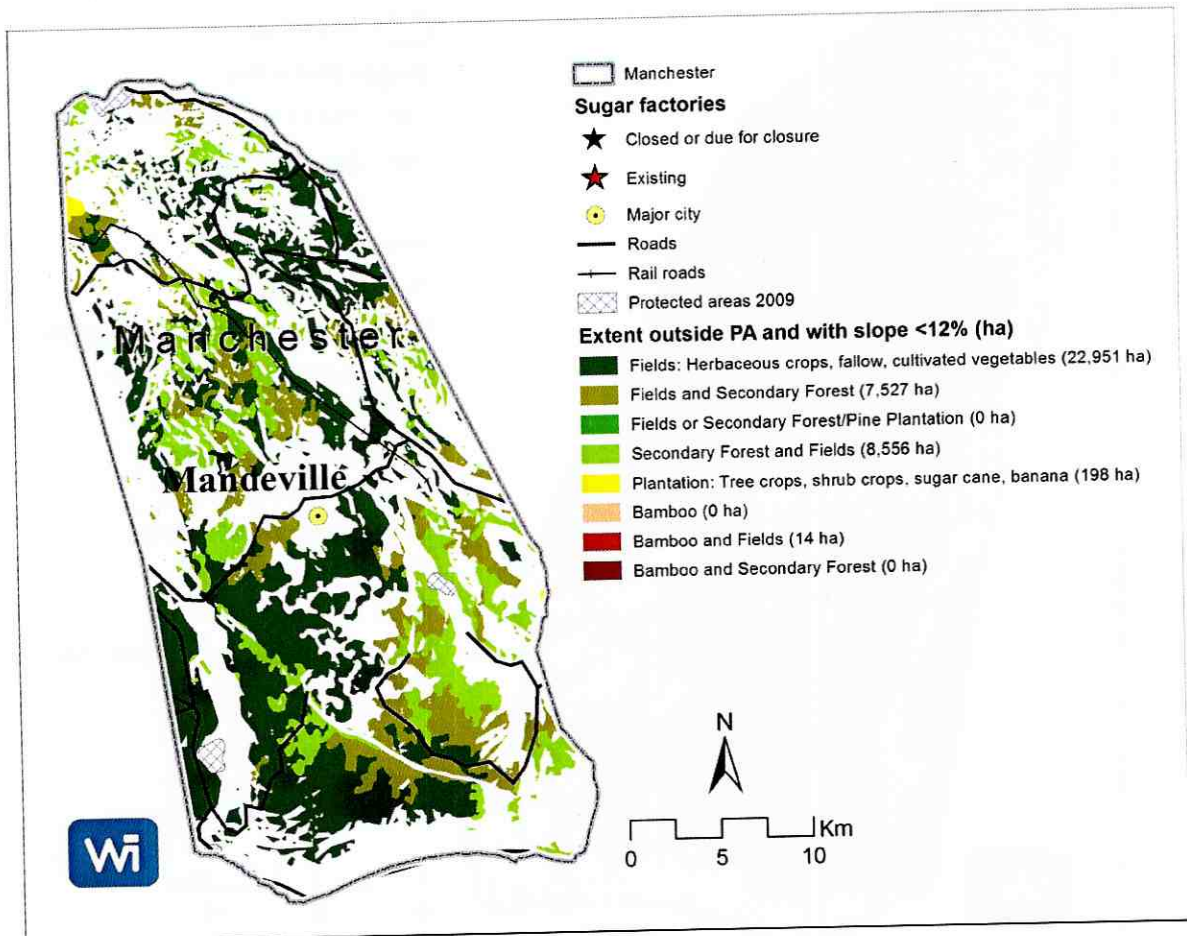 Manchester
Sugar factories
Closed or due for closure
Existing
Major city
Roads
Rail roads
Protected areas 2009
Extent outside PA and with slope <12% (ha)
Fields: Herbaceous crops, fallow, cultivated vegetables (22,951 ha)
Fields and Secondary Forest (7,527 ha)
Fields or Secondary Forest/Pine Plantation (0 ha)
Secondary Forest and Fields (8,556 ha)
Plantation: Tree crops, shrub crops, sugar cane, banana (198 ha)
Bamboo (0 ha)
Bamboo and Fields (14 ha)
Bamboo and Secondary Forest (0 ha)
Manchester
Mandeville
N
Km
0 5 10
Wi